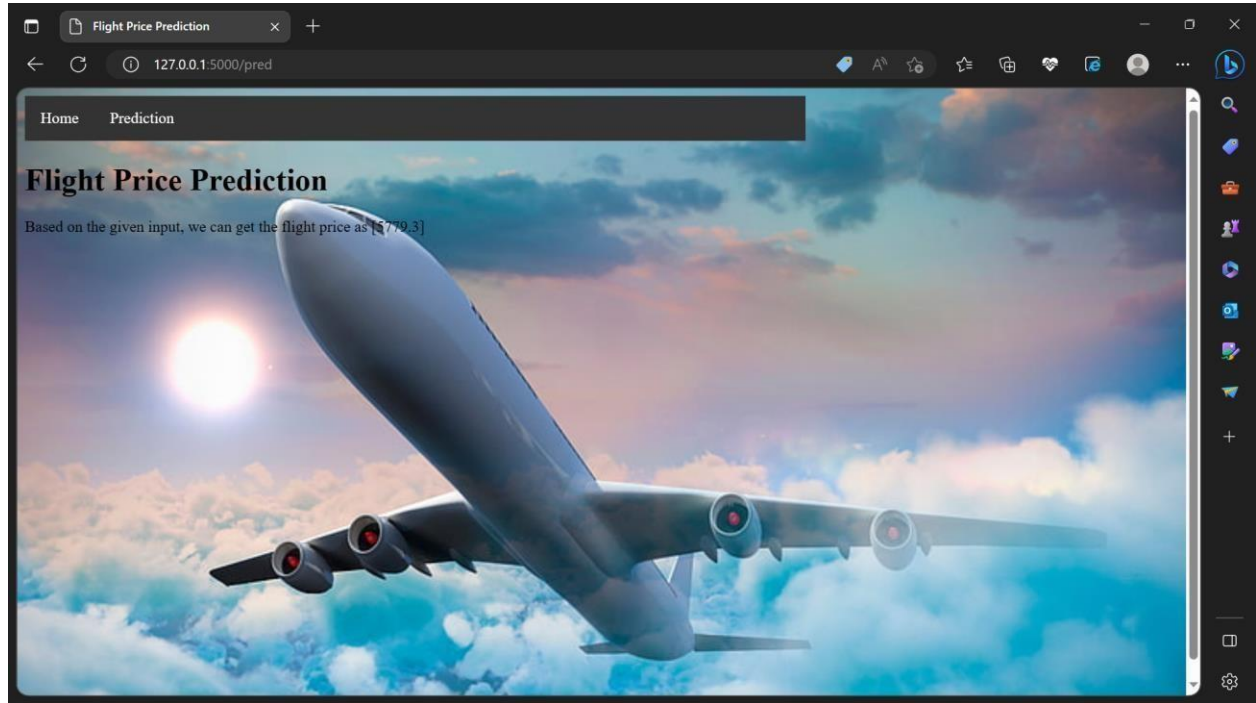 Flight Price Prediction
127.0.0.1:5000/pred
Home Prediction
Flight Price Prediction
Based on the given input, we can get the flight price as [5779.3]